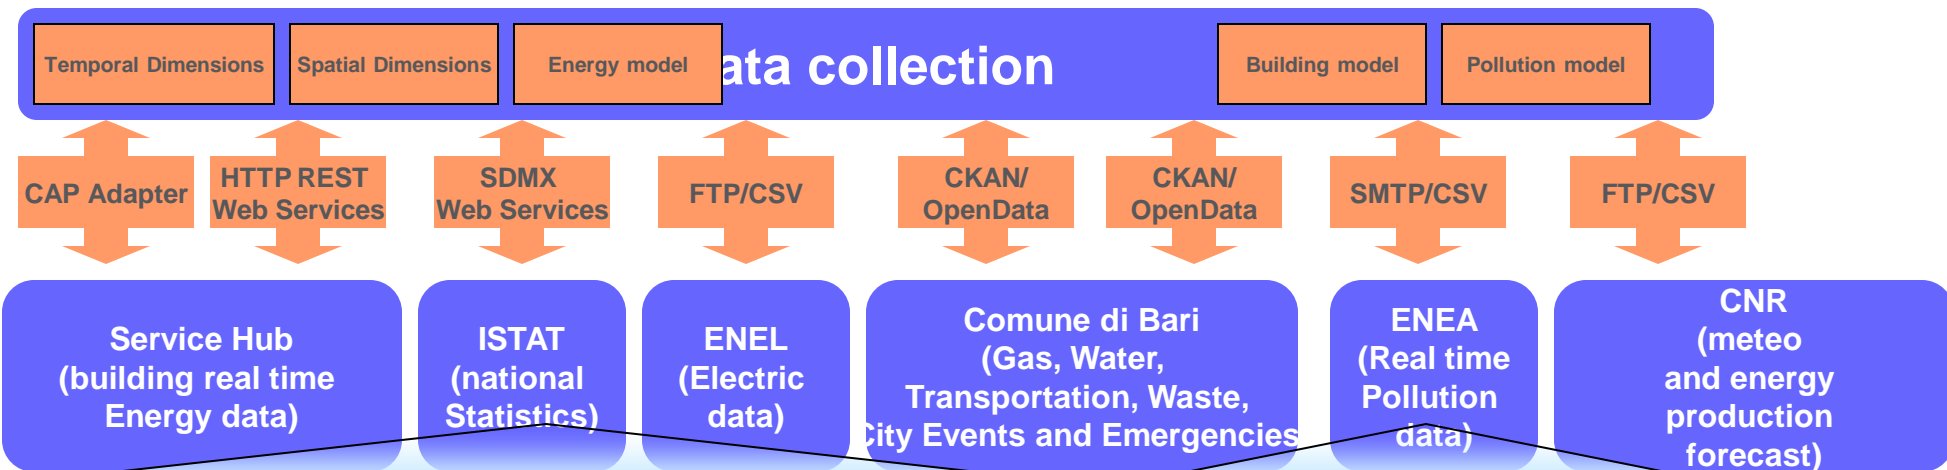 Temporal Dimensions
Spatial Dimensions
Energy model
ata collection
Building model
Pollution model
CAP Adapter
HTTP REST
Web Services
SDMX
Web Services
FTP/CSV
CKAN/
OpenData
CKAN/
OpenData
SMTP/CSV
FTP/CSV
Service Hub
(building real time
Energy data)
ISTAT
(national
Statistics)
ENEL
(Electric
data)
Comune di Bari
(Gas, Water,
Transportation, Waste,
City Events and Emergencies
ENEA
(Real time
Pollution
data)
CNR
(meteo
and energy
production
forecast)